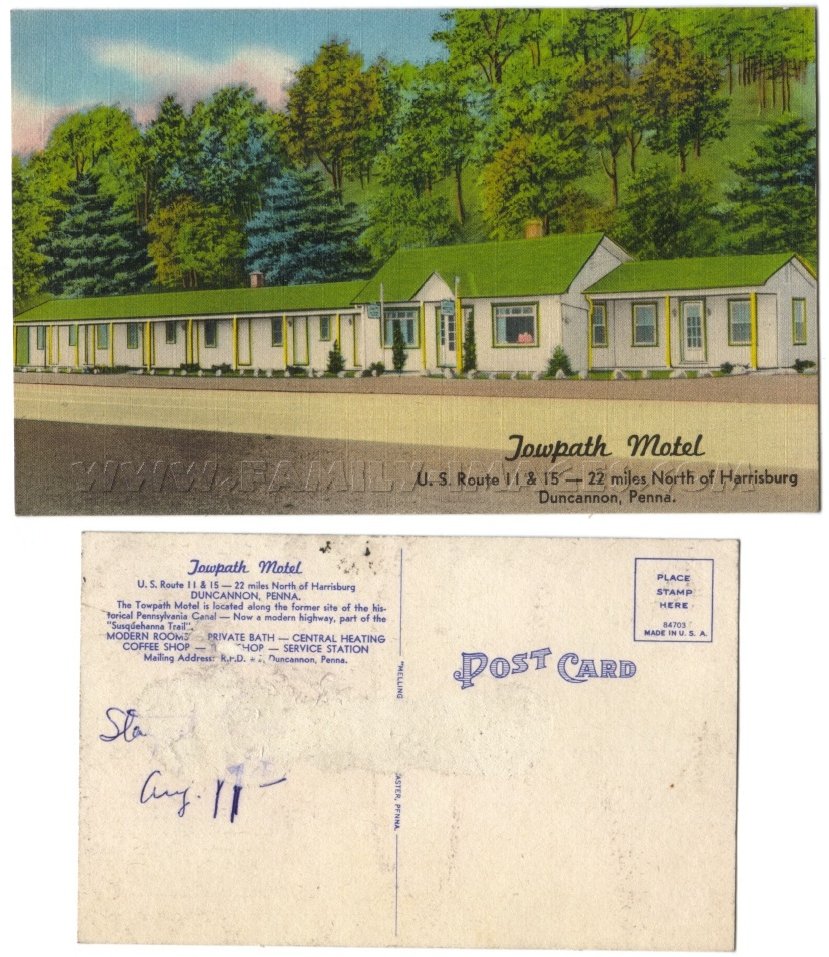 Towpath Motel
U. S. Route 11 & 15 — 22 miles North of Harrisburg
Duncannon, Penna.
Towpath Motel
U. S. Route 11 & 15 — 22 miles North of Harrisburg
DUNCANNON, PENNA.
The Towpath Motel is located along the former site of the his-
torical Pennsylvania Canal — Now a modern highway, part of the
"Susquehanna Trail".
MODERN ROOMS PRIVATE BATH — CENTRAL HEATING
COFFEE SHOP — SHOP — SERVICE STATION
Mailing Address: R.F.D. Duncannon, Penna.
Sta
Aug. 11
PLACE
STAMP
HERE
84703
MADE IN U. S. A.
POST CARD